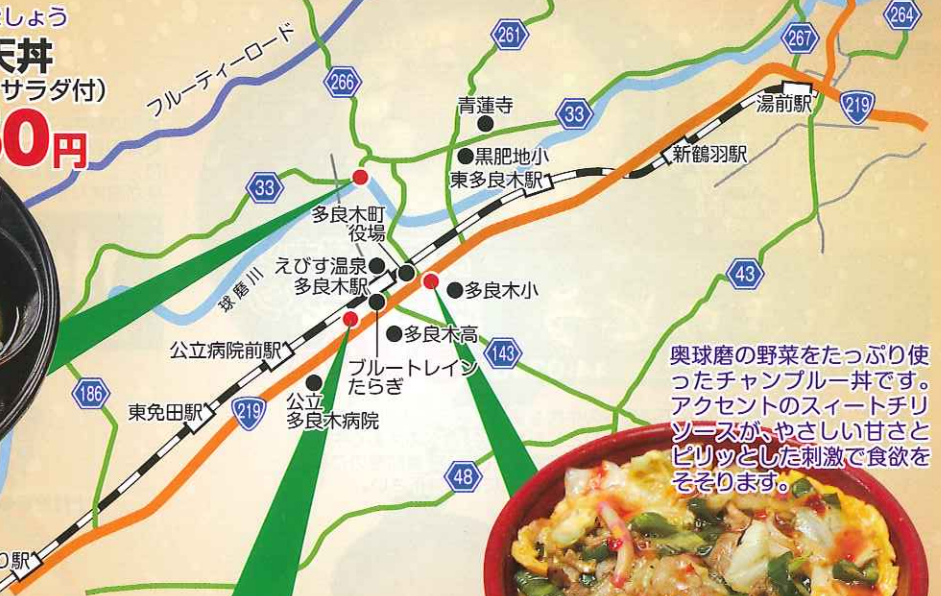 しょう
天丼
サラダ付）
0円
フルーティーロード
266
261
267
264
青蓮寺
33
湯前駅
219
黒肥地小
新鶴羽駅
東多良木駅
33
多良木町
役場
えびす温泉
多良木駅
球磨川
多良木小
43
多良木高
公立病院前駅
143
ブルートレイン
たらぎ
186
東免田駅
219
公立
多良木病院
48
り駅
奥球磨の野菜をたっぷり使
ったチャンプルー丼です。
アクセントのスィートチリ
ソースが、やさしい甘さと
ピリッとした刺激で食欲を
そそります。